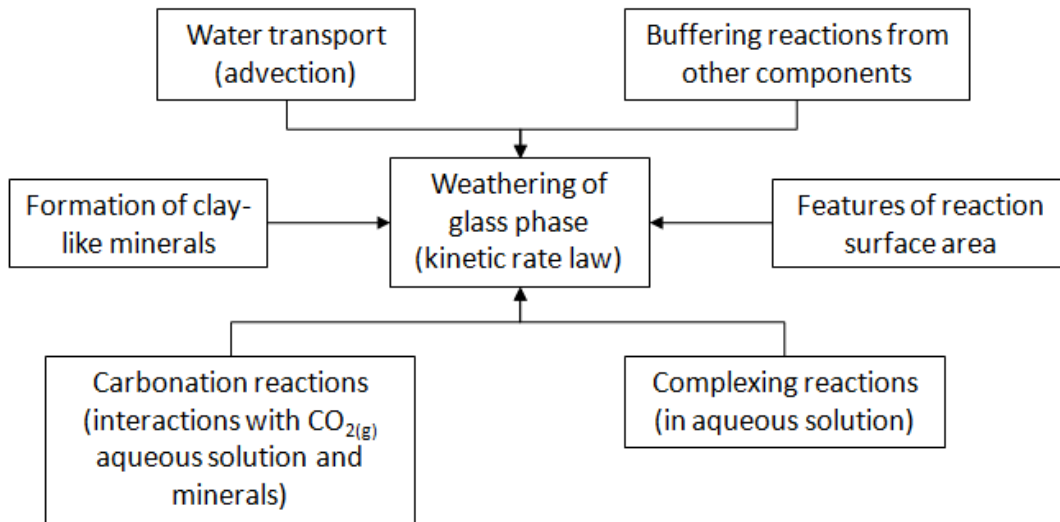 Water transport
(advection)
Buffering reactions from
other components
Formation of clay-
like minerals
Weathering of
glass phase
(kinetic rate law)
Features of reaction
surface area
Carbonation reactions
(interactions with CO₂(g)
aqueous solution and
minerals)
Complexing reactions
(in aqueous solution)